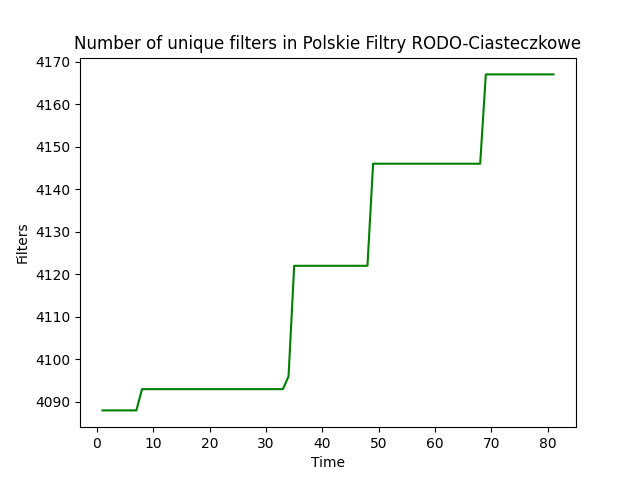 Number of unique filters in Polskie Filtry RODO-Ciasteczkowe
4170
4160
4150
4140
4130
4120
4110
4100
4090
Filters
0 10 20 30 40 50 60 70 80
Time